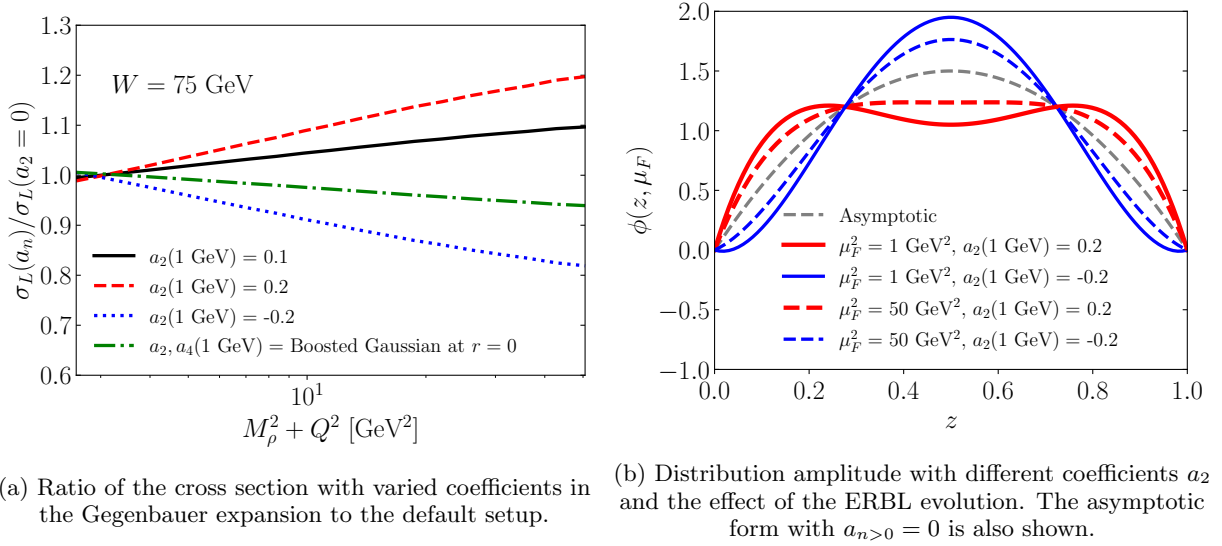 1.3
1.2
1.1
1.0
0.9
0.8
0.7
0.6
σ_L(a_n)/σ_L(a_2 = 0)
W = 75 GeV
a_2(1 GeV) = 0.1
a_2(1 GeV) = 0.2
a_2(1 GeV) = -0.2
a_2, a_4(1 GeV) = Boosted Gaussian at r = 0
10^1
M_ρ^2 + Q^2 [GeV^2]
(a) Ratio of the cross section with varied coefficients in
the Gegenbauer expansion to the default setup.
2.0
1.5
1.0
0.5
0.0
−0.5
−1.0
ϕ(z, μ_F)
Asymptotic
μ_F^2 = 1 GeV^2, a_2(1 GeV) = 0.2
μ_F^2 = 1 GeV^2, a_2(1 GeV) = -0.2
μ_F^2 = 50 GeV^2, a_2(1 GeV) = 0.2
μ_F^2 = 50 GeV^2, a_2(1 GeV) = -0.2
0.0 0.2 0.4 0.6 0.8 1.0
z
(b) Distribution amplitude with different coefficients a_2
and the effect of the ERBL evolution. The asymptotic
form with a_{n>0} = 0 is also shown.